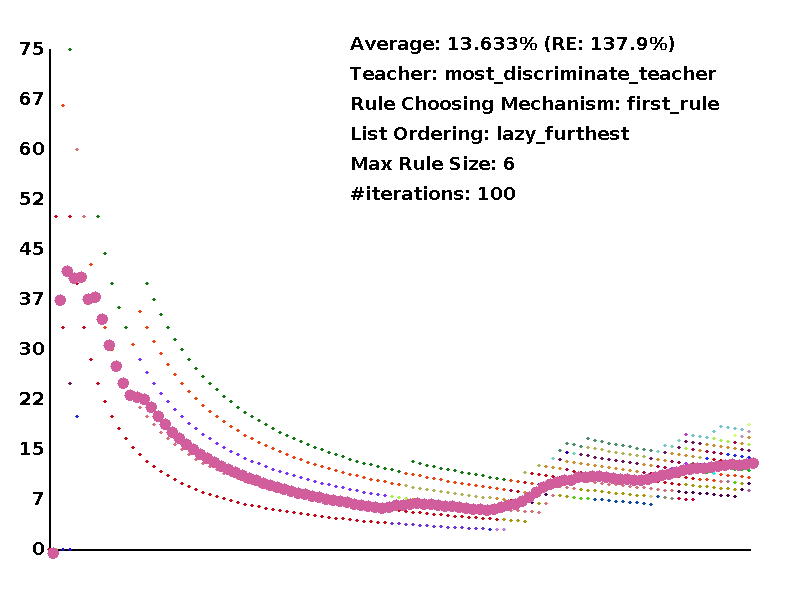 Average: 13.633% (RE: 137.9%)
Teacher: most_discriminate_teacher
Rule Choosing Mechanism: first_rule
List Ordering: lazy_furthest
Max Rule Size: 6
#iterations: 100
75
67
60
52
45
37
30
22
15
7
0